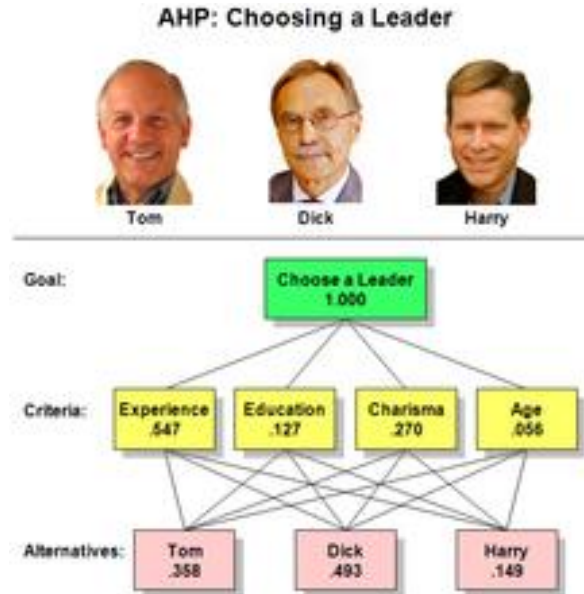 AHP: Choosing a Leader
Tom Dick Harry
Goal: Choose a Leader
1.000
Criteria: Experience Education Charisma Age
.547 .127 .270 .056
Alternatives: Tom Dick Harry
.358 .493 .149